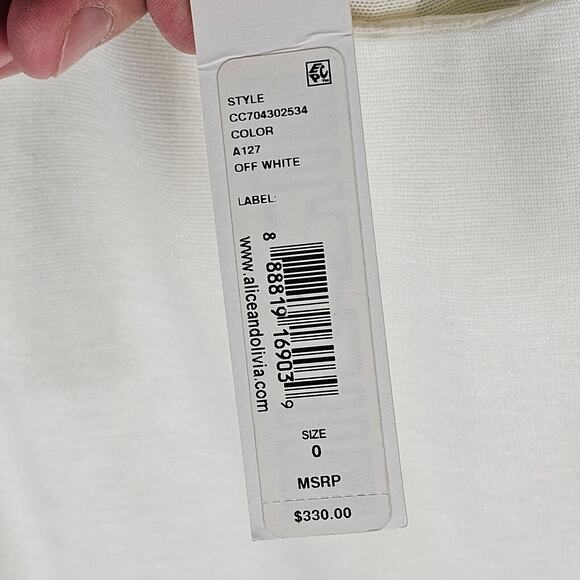 EPC
STYLE
CC704302534
COLOR
A127
OFF WHITE
LABEL:
8 88819 16903 9
www.aliceandolivia.com
SIZE
0
MSRP
$330.00